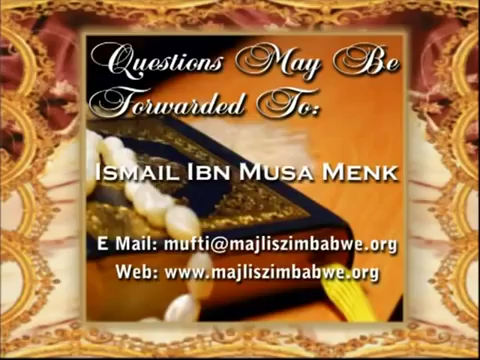 Questions May Be
Forwarded To:
Ismail Ibn Musa Menk
E Mail: mufti@majliszimbabwe.org
Web: www.majliszimbabwe.org